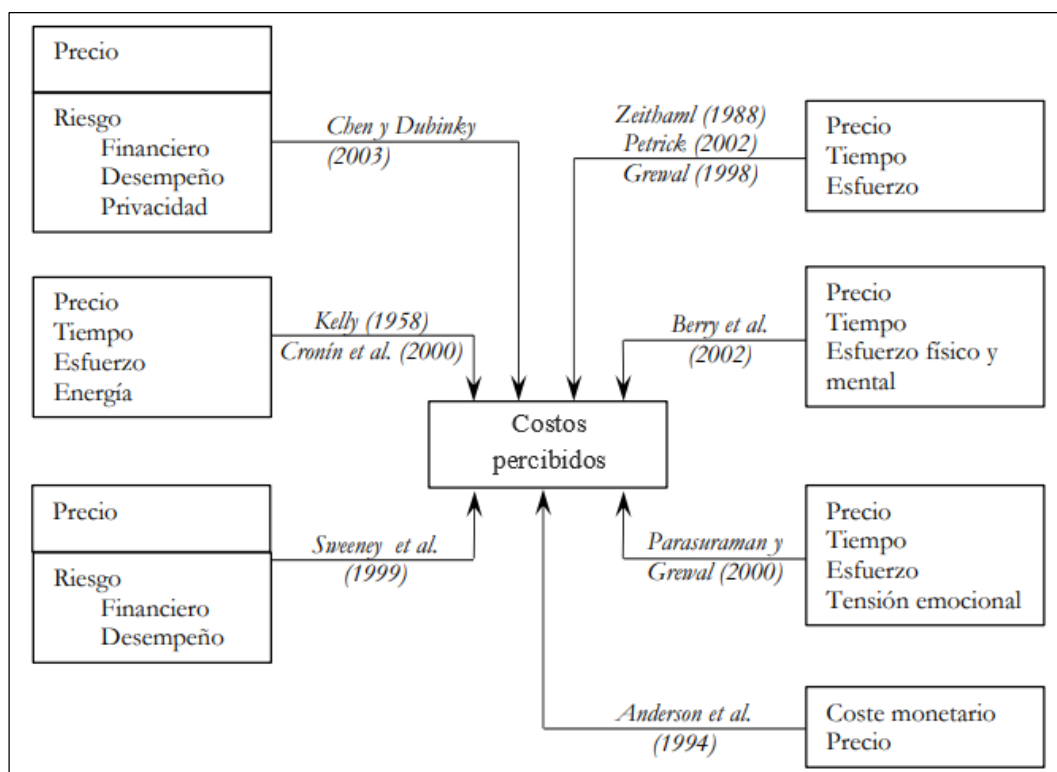 Precio
Riesgo
Financiero
Desempeño
Privacidad
Chen y Dubinky
(2003)
Zeithaml (1988)
Petrick (2002)
Grewal (1998)
Precio
Tiempo
Esfuerzo
Precio
Tiempo
Esfuerzo
Energía
Kelly (1958)
Cronín et al. (2000)
Berry et al.
(2002)
Precio
Tiempo
Esfuerzo físico y
mental
Costos
percibidos
Precio
Riesgo
Financiero
Desempeño
Sweeney et al.
(1999)
Parasuraman y
Grewal (2000)
Precio
Tiempo
Esfuerzo
Tensión emocional
Anderson et al.
(1994)
Coste monetario
Precio